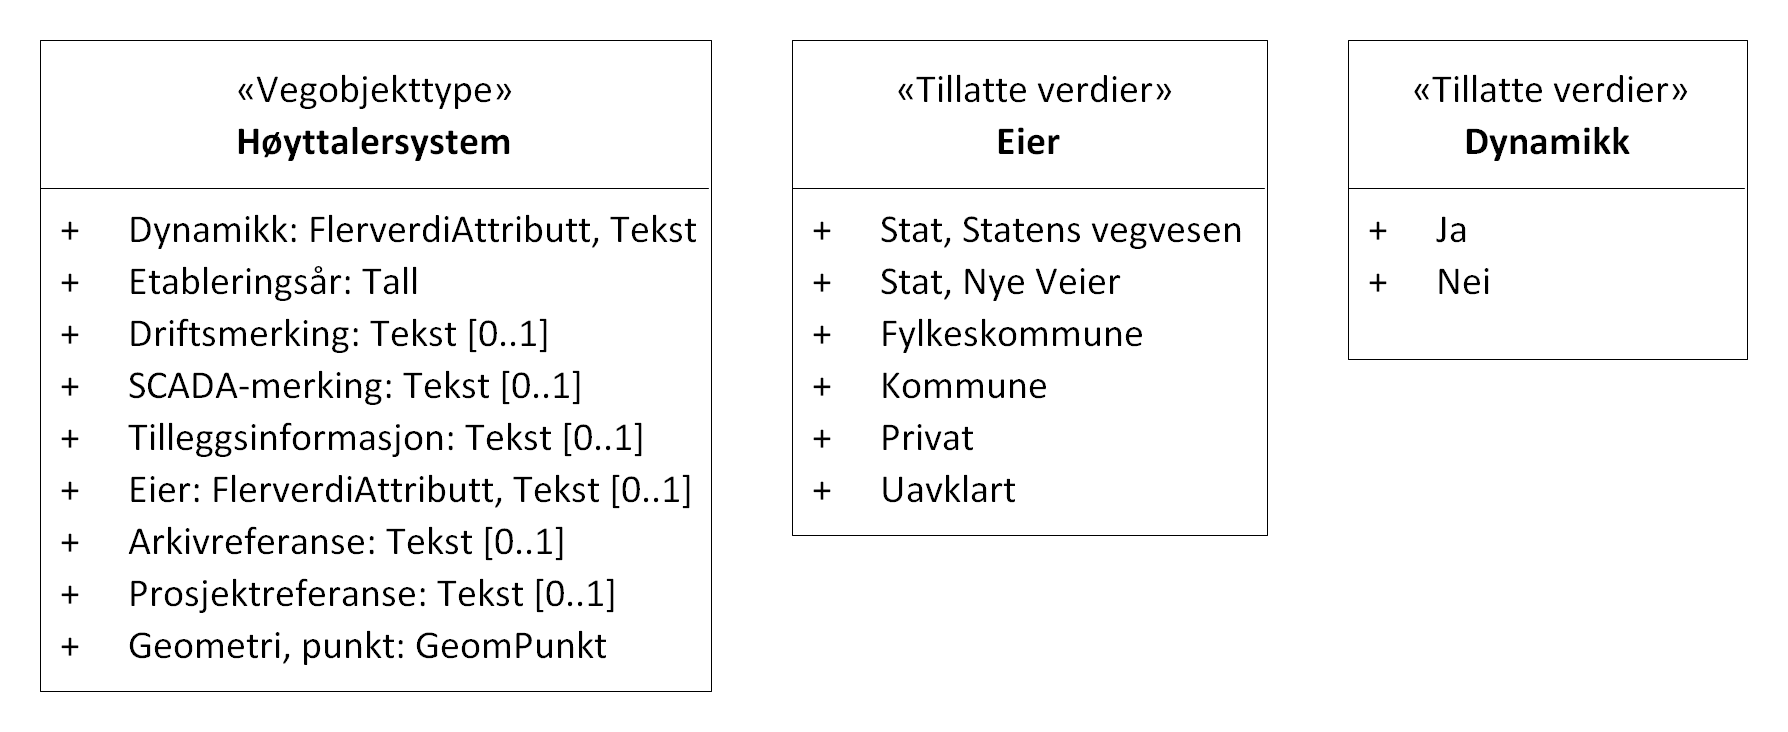 «Vegobjekttype»
Høyttalersystem
+ Dynamikk: FlerverdiAttributt, Tekst
+ Etableringsår: Tall
+ Driftsmerking: Tekst [0..1]
+ SCADA-merking: Tekst [0..1]
+ Tilleggsinformasjon: Tekst [0..1]
+ Eier: FlerverdiAttributt, Tekst [0..1]
+ Arkivreferanse: Tekst [0..1]
+ Prosjektreferanse: Tekst [0..1]
+ Geometri, punkt: GeomPunkt
«Tillatte verdier»
Eier
+ Stat, Statens vegvesen
+ Stat, Nye Veier
+ Fylkeskommune
+ Kommune
+ Privat
+ Uavklart
«Tillatte verdier»
Dynamikk
+ Ja
+ Nei